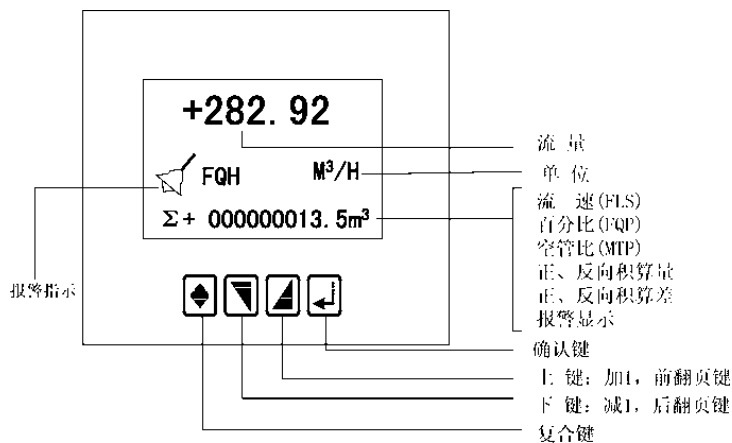 +282.92
FQH
M³/H
Σ+ 000000013.5m³
报警指示
流 量
单 位
流 速(FLS)
百分比(FQP)
空管比(MTP)
正、反向积算量
正、反向积算差
报警显示
确认键
上 键：加1，前翻页键
下 键：减1，后翻页键
复合键